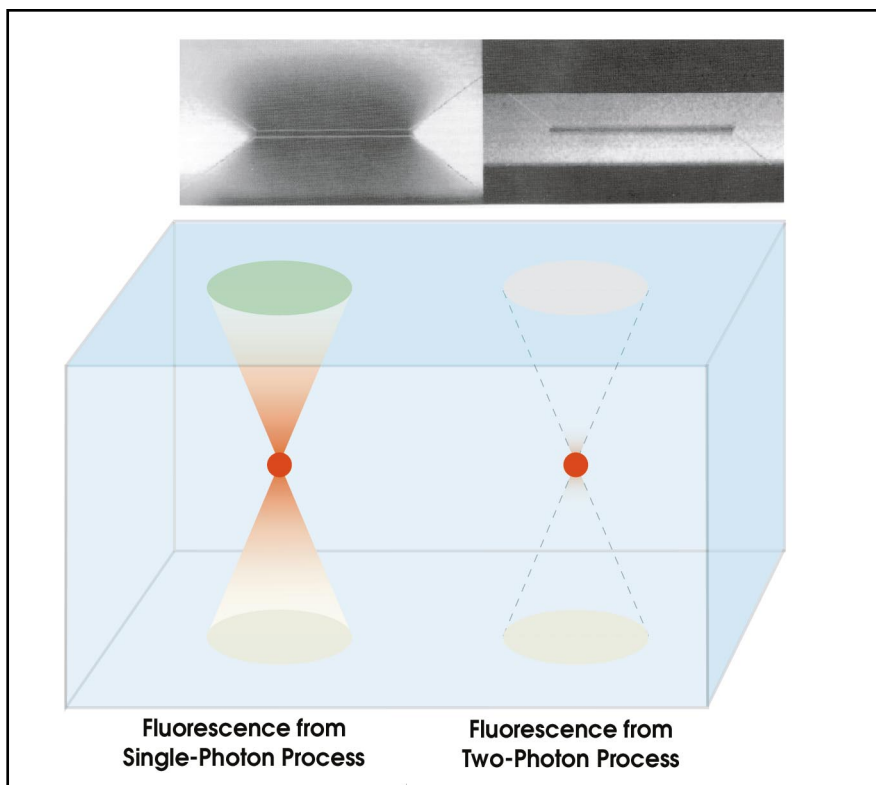 Fluorescence from
Single-Photon Process
Fluorescence from
Two-Photon Process